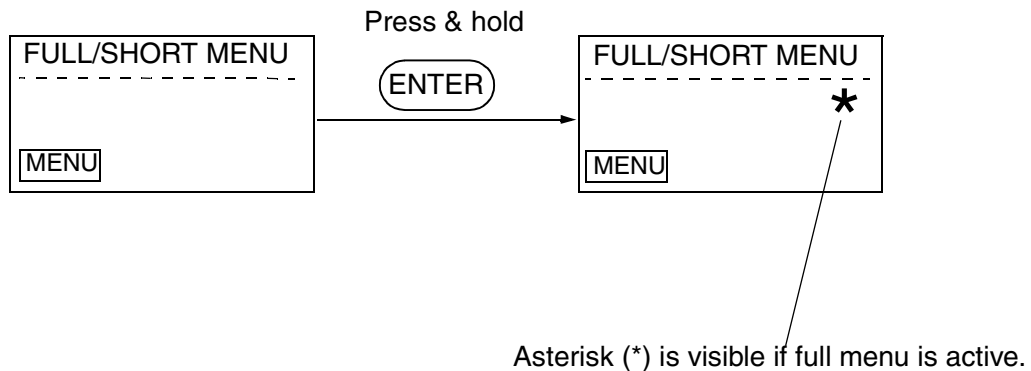 Press & hold
FULL/SHORT MENU
MENU
ENTER
FULL/SHORT MENU
*
MENU
Asterisk (*) is visible if full menu is active.